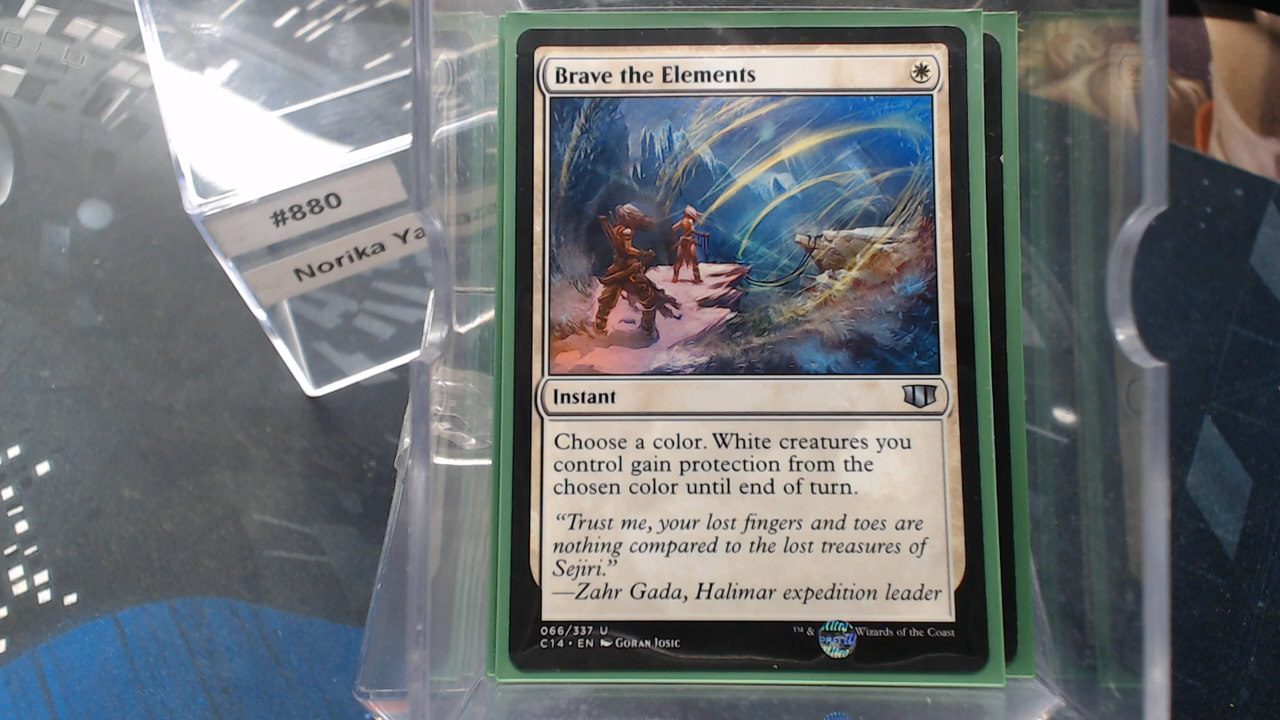 #880
Norika Ya
Brave the Elements
Instant
Choose a color. White creatures you
control gain protection from the
chosen color until end of turn.
“Trust me, your lost fingers and toes are
nothing compared to the lost treasures of
Sejiri.”
—Zahr Gada, Halimar expedition leader
066/337 U
C14 • EN Goran Josic
™ & Wizards of the Coast